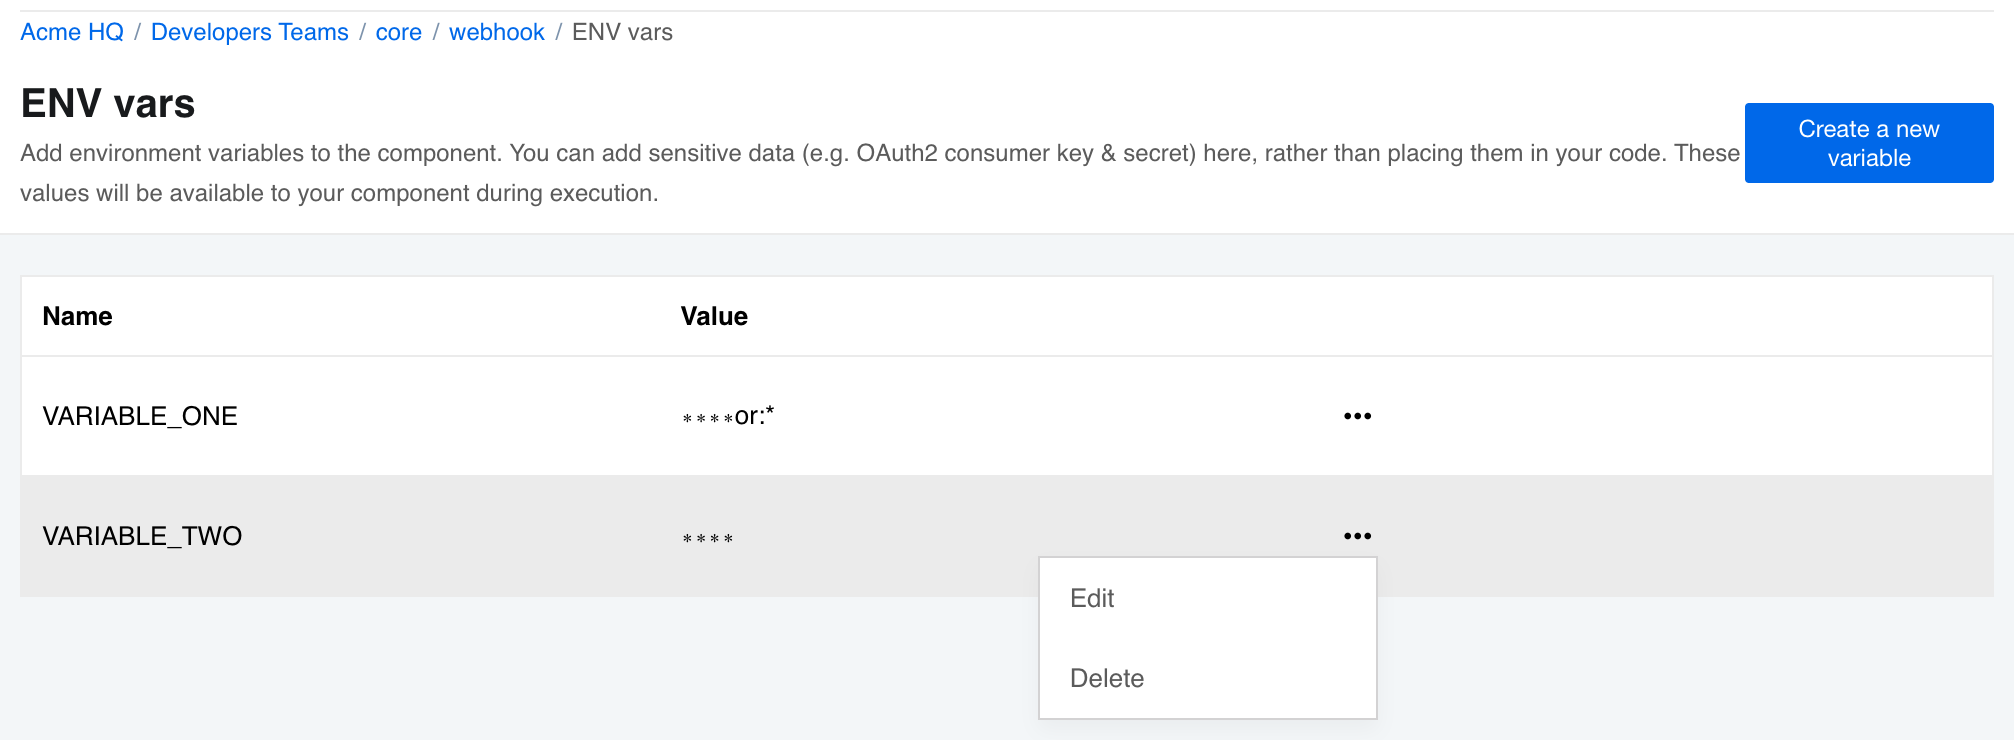 Acme HQ / Developers Teams / core / webhook / ENV vars
ENV vars
Add environment variables to the component. You can add sensitive data (e.g. OAuth2 consumer key & secret) here, rather than placing them in your code. These
values will be available to your component during execution.
Create a new
variable
Name Value
VARIABLE_ONE ****or:* •••
VARIABLE_TWO **** •••
Edit
Delete